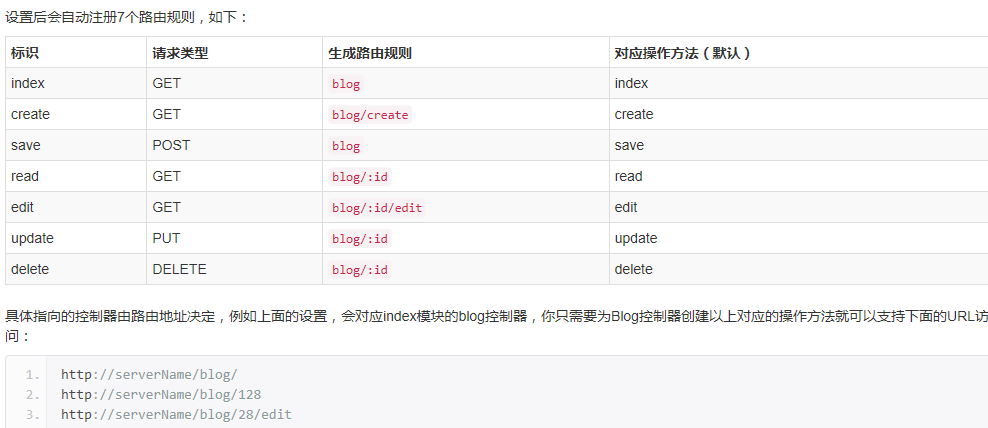 设置后会自动注册7个路由规则，如下：
标识 请求类型 生成路由规则 对应操作方法（默认）
index GET blog index
create GET blog/create create
save POST blog save
read GET blog/:id read
edit GET blog/:id/edit edit
update PUT blog/:id update
delete DELETE blog/:id delete
具体指向的控制器由路由地址决定，例如上面的设置，会对应index模块的blog控制器，你只需要为Blog控制器创建以上对应的操作方法就可以支持下面的URL访
问：
1. http://serverName/blog/
2. http://serverName/blog/128
3. http://serverName/blog/28/edit